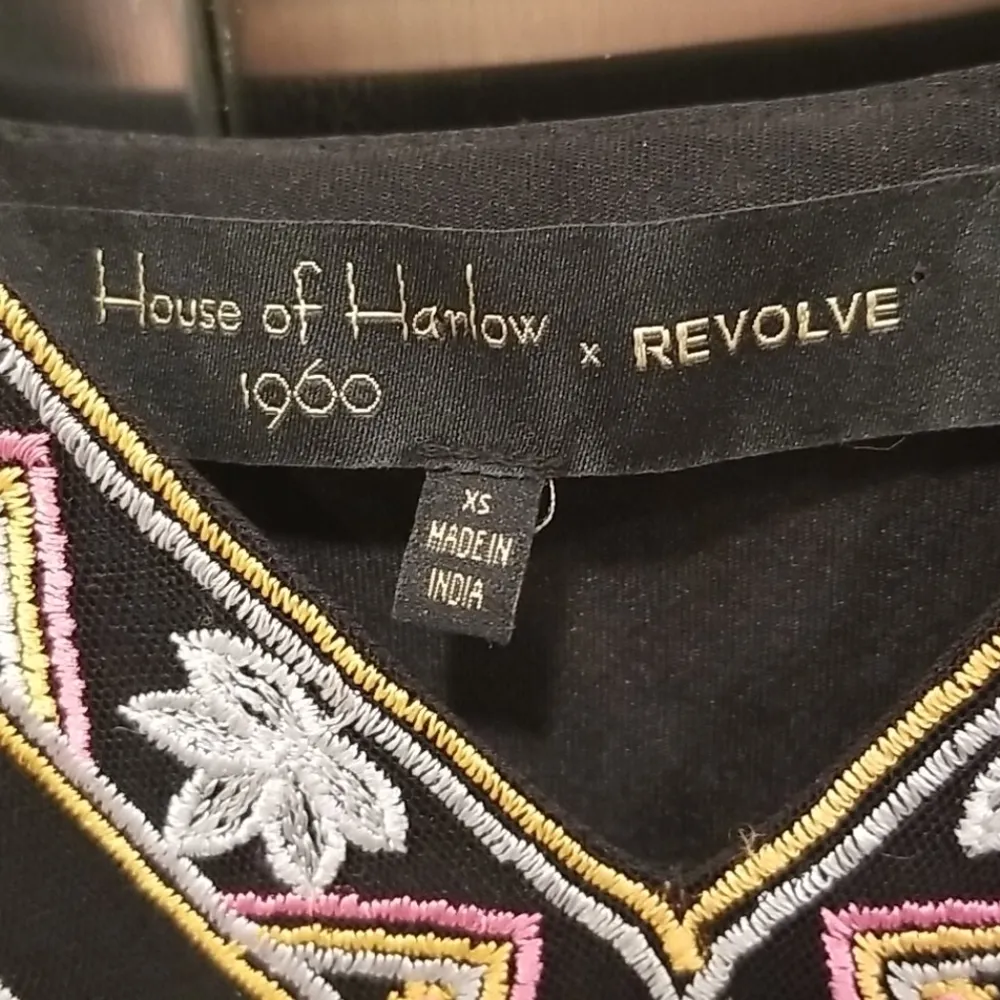 House of Harlow x REVOLVE
1960
XS
MADE IN
INDIA